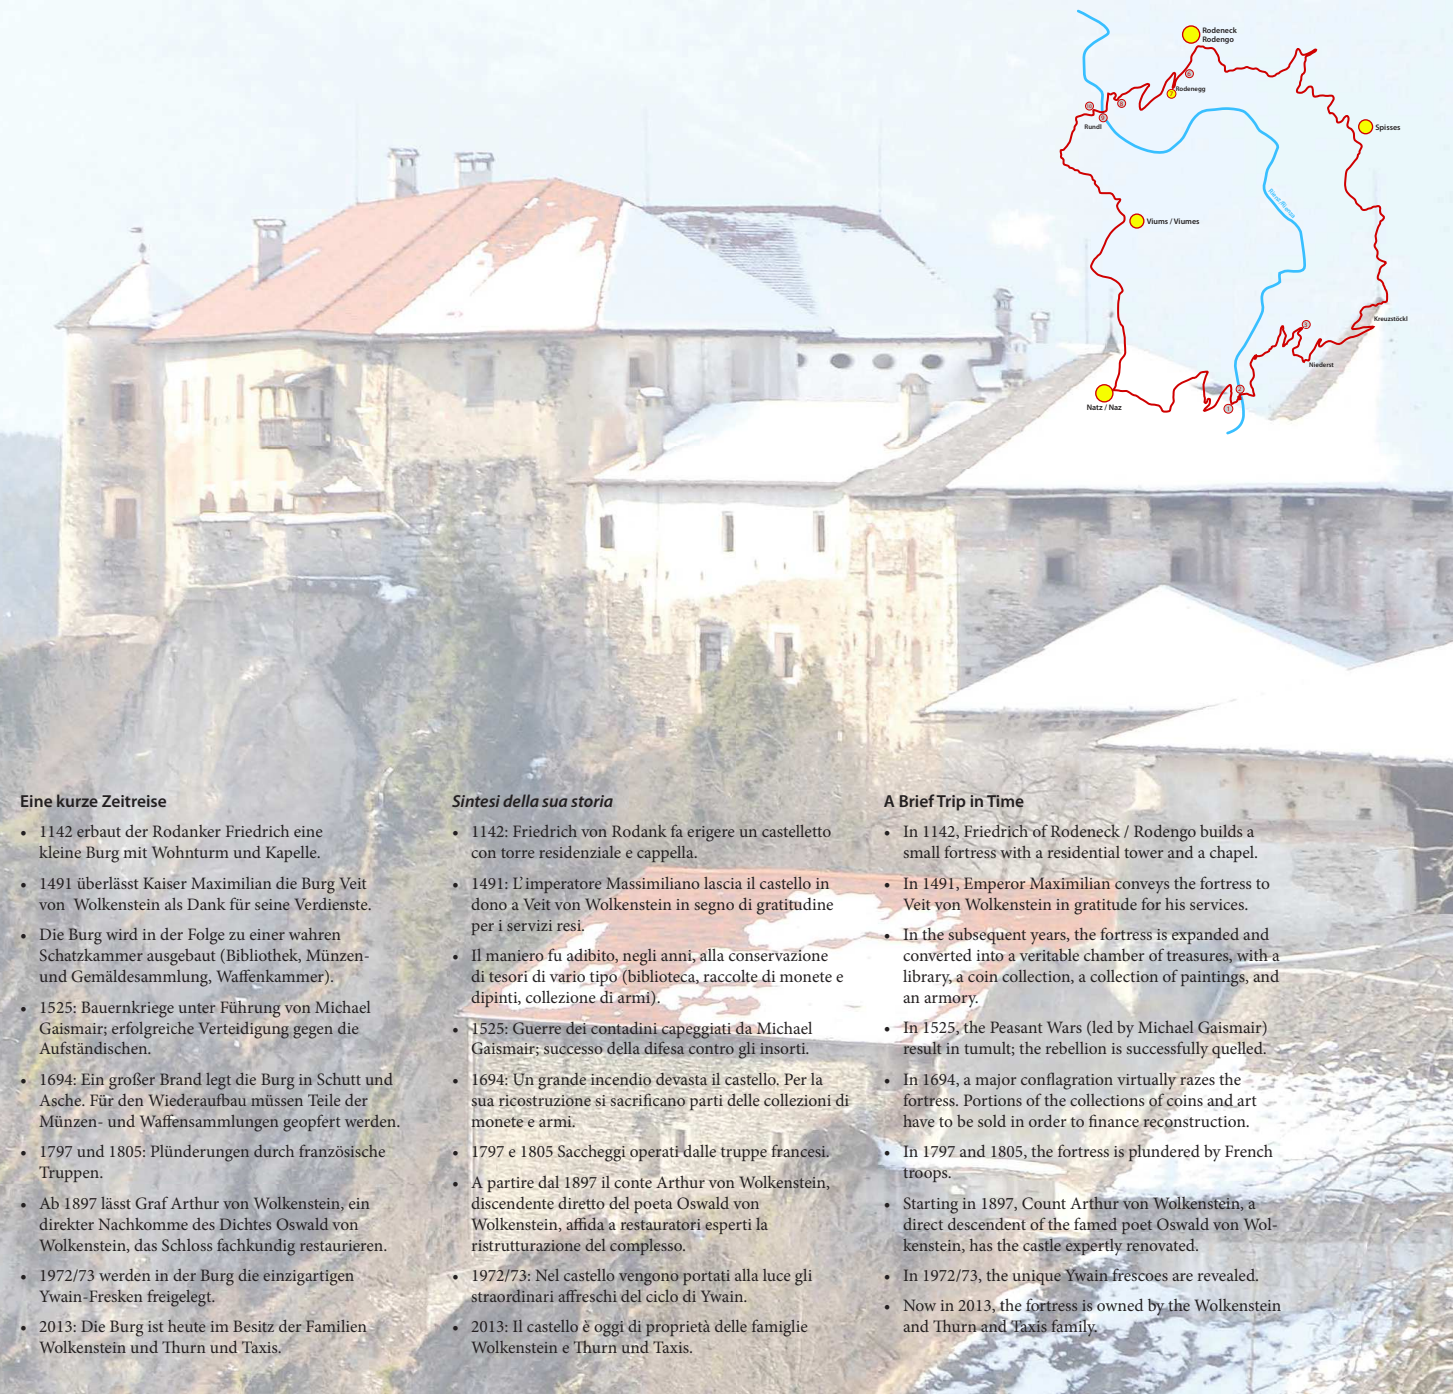 Rodeneck
Rodengo
6
7
Rodenegg
8
10
9
Rundl
Spisses
Viums / Viumes
Kreuzstöckl
3
Niederst
2
1
Natz / Naz
Eine kurze Zeitreise
• 1142 erbaut der Rodanker Friedrich eine
kleine Burg mit Wohnturm und Kapelle.
• 1491 überlässt Kaiser Maximilian die Burg Veit
von Wolkenstein als Dank für seine Verdienste.
• Die Burg wird in der Folge zu einer wahren
Schatzkammer ausgebaut (Bibliothek, Münzen-
und Gemäldesammlung, Waffenkammer).
• 1525: Bauernkriege unter Führung von Michael
Gaismair; erfolgreiche Verteidigung gegen die
Aufständischen.
• 1694: Ein großer Brand legt die Burg in Schutt und
Asche. Für den Wiederaufbau müssen Teile der
Münzen- und Waffensammlungen geopfert werden.
• 1797 und 1805: Plünderungen durch französische
Truppen.
• Ab 1897 lässt Graf Arthur von Wolkenstein, ein
direkter Nachkomme des Dichtes Oswald von
Wolkenstein, das Schloss fachkundig restaurieren.
• 1972/73 werden in der Burg die einzigartigen
Ywain-Fresken freigelegt.
• 2013: Die Burg ist heute im Besitz der Familien
Wolkenstein und Thurn und Taxis.
Sintesi della sua storia
• 1142: Friedrich von Rodank fa erigere un castelletto
con torre residenziale e cappella.
• 1491: L'imperatore Massimiliano lascia il castello in
dono a Veit von Wolkenstein in segno di gratitudine
per i servizi resi.
• Il maniero fu adibito, negli anni, alla conservazione
di tesori di vario tipo (biblioteca, raccolte di monete e
dipinti, collezione di armi).
• 1525: Guerre dei contadini capeggiati da Michael
Gaismair; successo della difesa contro gli insorti.
• 1694: Un grande incendio devasta il castello. Per la
sua ricostruzione si sacrificano parti delle collezioni di
monete e armi.
• 1797 e 1805 Saccheggi operati dalle truppe francesi.
• A partire dal 1897 il conte Arthur von Wolkenstein,
discendente diretto del poeta Oswald von
Wolkenstein, affida a restauratori esperti la
ristrutturazione del complesso.
• 1972/73: Nel castello vengono portati alla luce gli
straordinari affreschi del ciclo di Ywain.
• 2013: Il castello è oggi di proprietà delle famiglie
Wolkenstein e Thurn und Taxis.
A Brief Trip in Time
• In 1142, Friedrich of Rodeneck / Rodengo builds a
small fortress with a residential tower and a chapel.
• In 1491, Emperor Maximilian conveys the fortress to
Veit von Wolkenstein in gratitude for his services.
• In the subsequent years, the fortress is expanded and
converted into a veritable chamber of treasures, with a
library, a coin collection, a collection of paintings, and
an armory.
• In 1525, the Peasant Wars (led by Michael Gaismair)
result in tumult; the rebellion is successfully quelled.
• In 1694, a major conflagration virtually razes the
fortress. Portions of the collections of coins and art
have to be sold in order to finance reconstruction.
• In 1797 and 1805, the fortress is plundered by French
troops.
• Starting in 1897, Count Arthur von Wolkenstein, a
direct descendent of the famed poet Oswald von Wol-
kenstein, has the castle expertly renovated.
• In 1972/73, the unique Ywain frescoes are revealed.
• Now in 2013, the fortress is owned by the Wolkenstein
and Thurn and Taxis family.